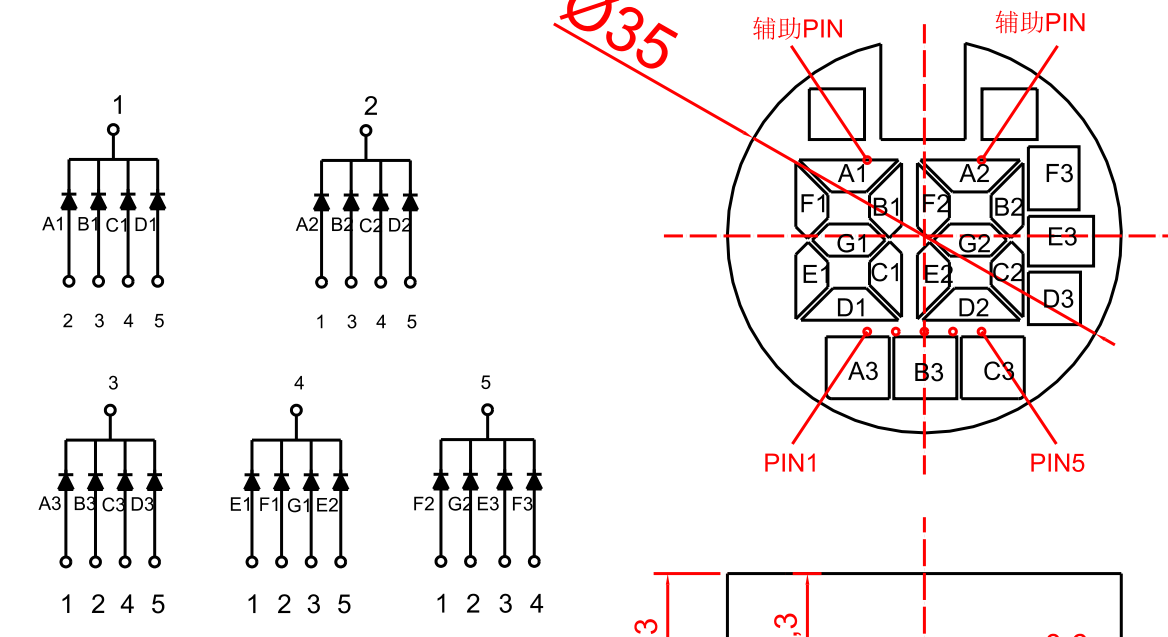 1
A1 B1 C1 D1
2 3 4 5
2
A2 B2 C2 D2
1 3 4 5
3
A3 B3 C3 D3
1 2 4 5
4
E1 F1 G1 E2
1 2 3 5
5
F2 G2 E3 F3
1 2 3 4
Ø35
辅助PIN 辅助PIN
A1 A2 F3
F1 B1 F2 B2
G1 G2 E3
E1 C1 E2 C2
D1 D2 D3
A3 B3 C3
PIN1 PIN5